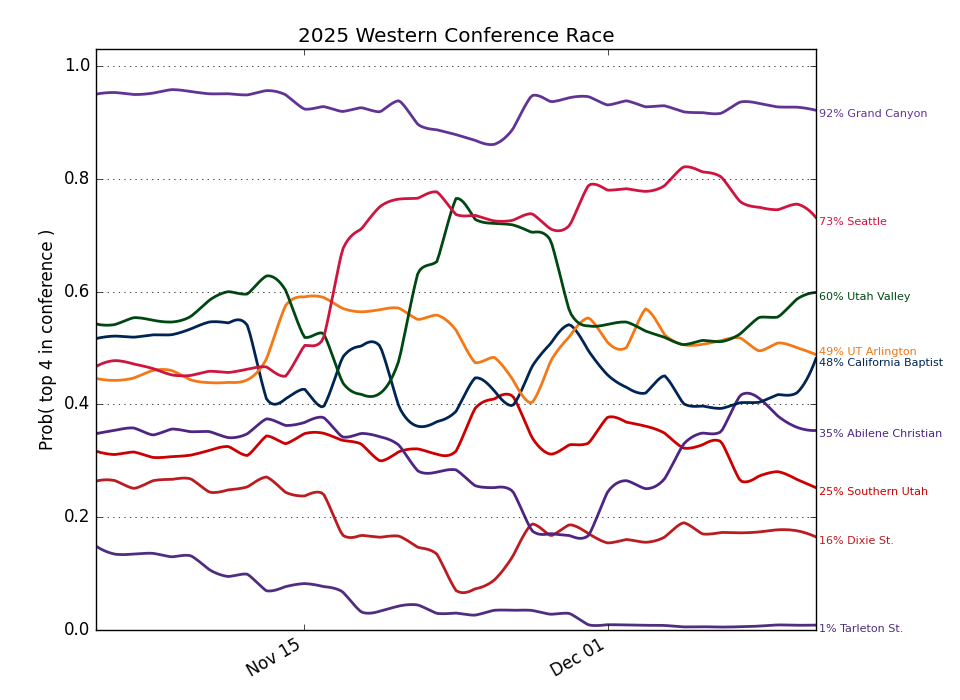 2025 Western Conference Race
1.0
0.8
0.6
0.4
0.2
0.0
Prob( top 4 in conference )
Nov 15
Dec 01
92% Grand Canyon
73% Seattle
60% Utah Valley
49% UT Arlington
48% California Baptist
35% Abilene Christian
25% Southern Utah
16% Dixie St.
1% Tarleton St.